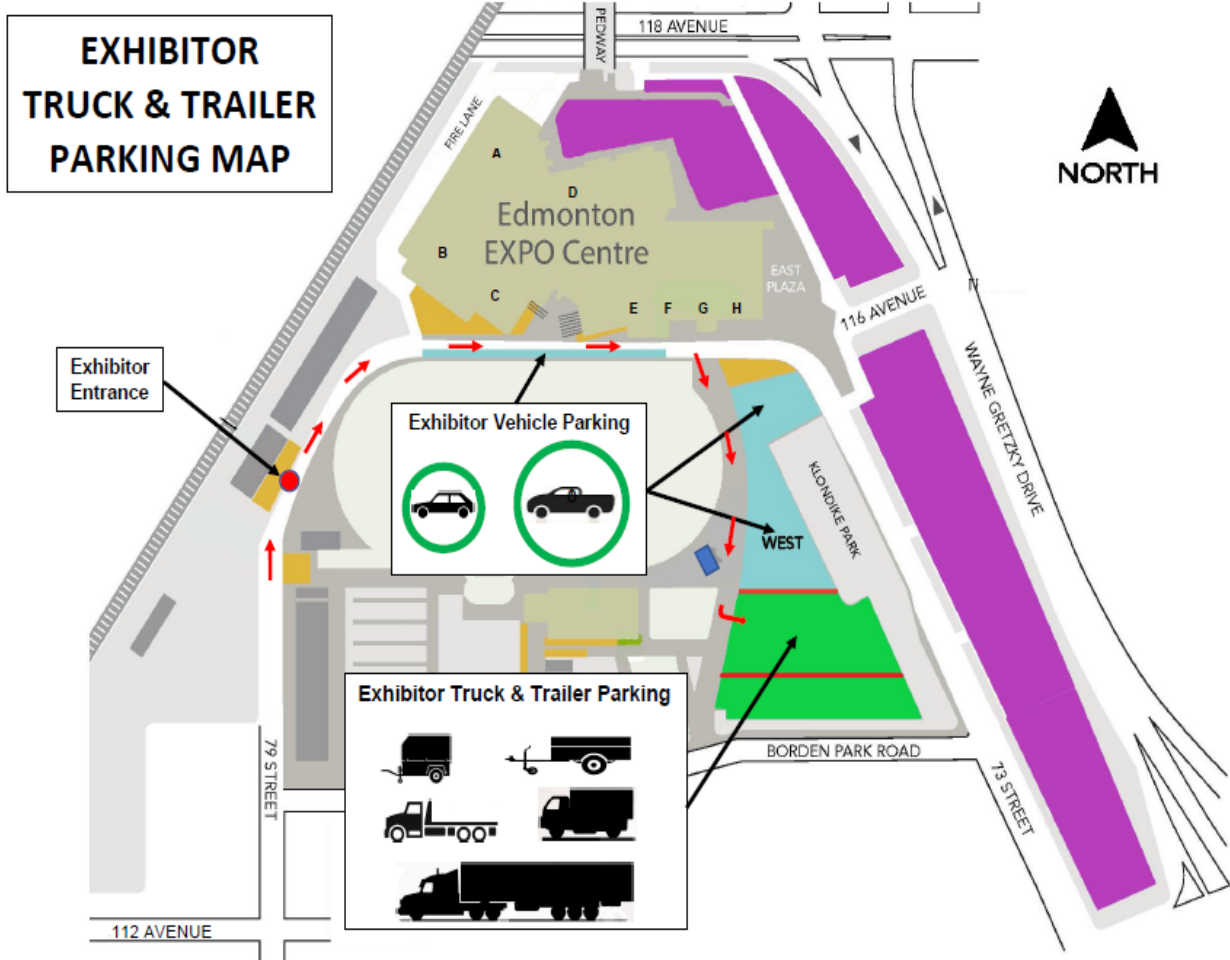 EXHIBITOR
TRUCK & TRAILER
PARKING MAP
PEDWAY
118 AVENUE
NORTH
FIRE LANE
A
D
Edmonton
EXPO Centre
B
C
E
F
G
H
EAST
PLAZA
116 AVENUE
WAYNE GRETZKY DRIVE
Exhibitor
Entrance
Exhibitor Vehicle Parking
KLONDIKE PARK
WEST
Exhibitor Truck & Trailer Parking
79 STREET
BORDEN PARK ROAD
73 STREET
112 AVENUE